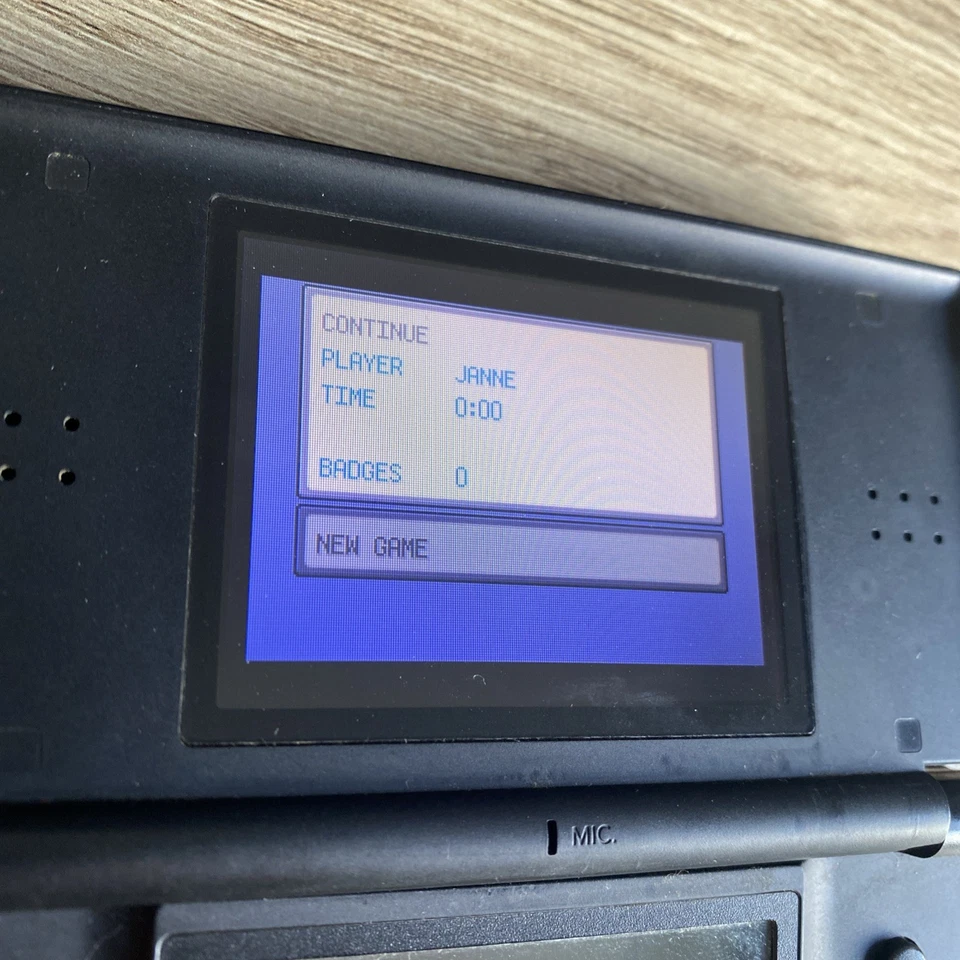 CONTINUE
PLAYER JANNE
TIME 0:00
BADGES 0
NEW GAME
MIC.